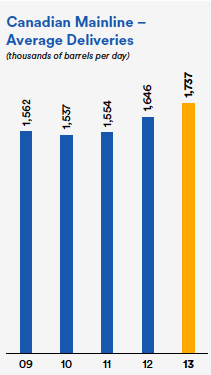 Canadian Mainline –
Average Deliveries
(thousands of barrels per day)
1,562
1,537
1,554
1,646
1,737
09 10 11 12 13